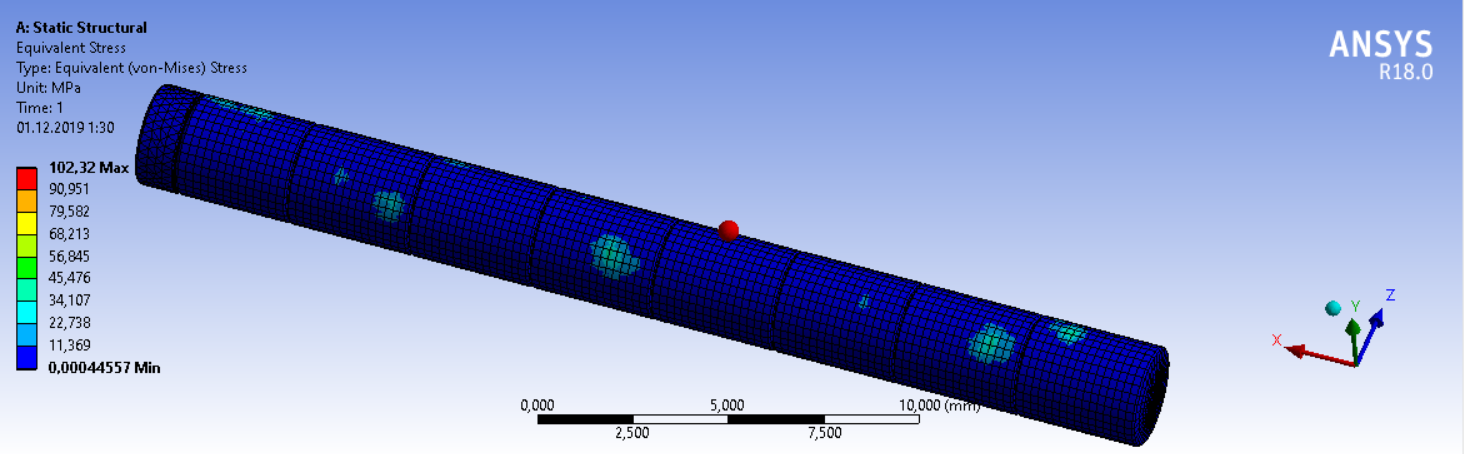 A: Static Structural
Equivalent Stress
Type: Equivalent (von-Mises) Stress
Unit: MPa
Time: 1
01.12.2019 1:30
102,32 Max
90,951
79,582
68,213
56,845
45,476
34,107
22,738
11,369
0,00044557 Min
ANSYS
R18.0
0,000 5,000 10,000 (mm)
2,500 7,500
X Y Z